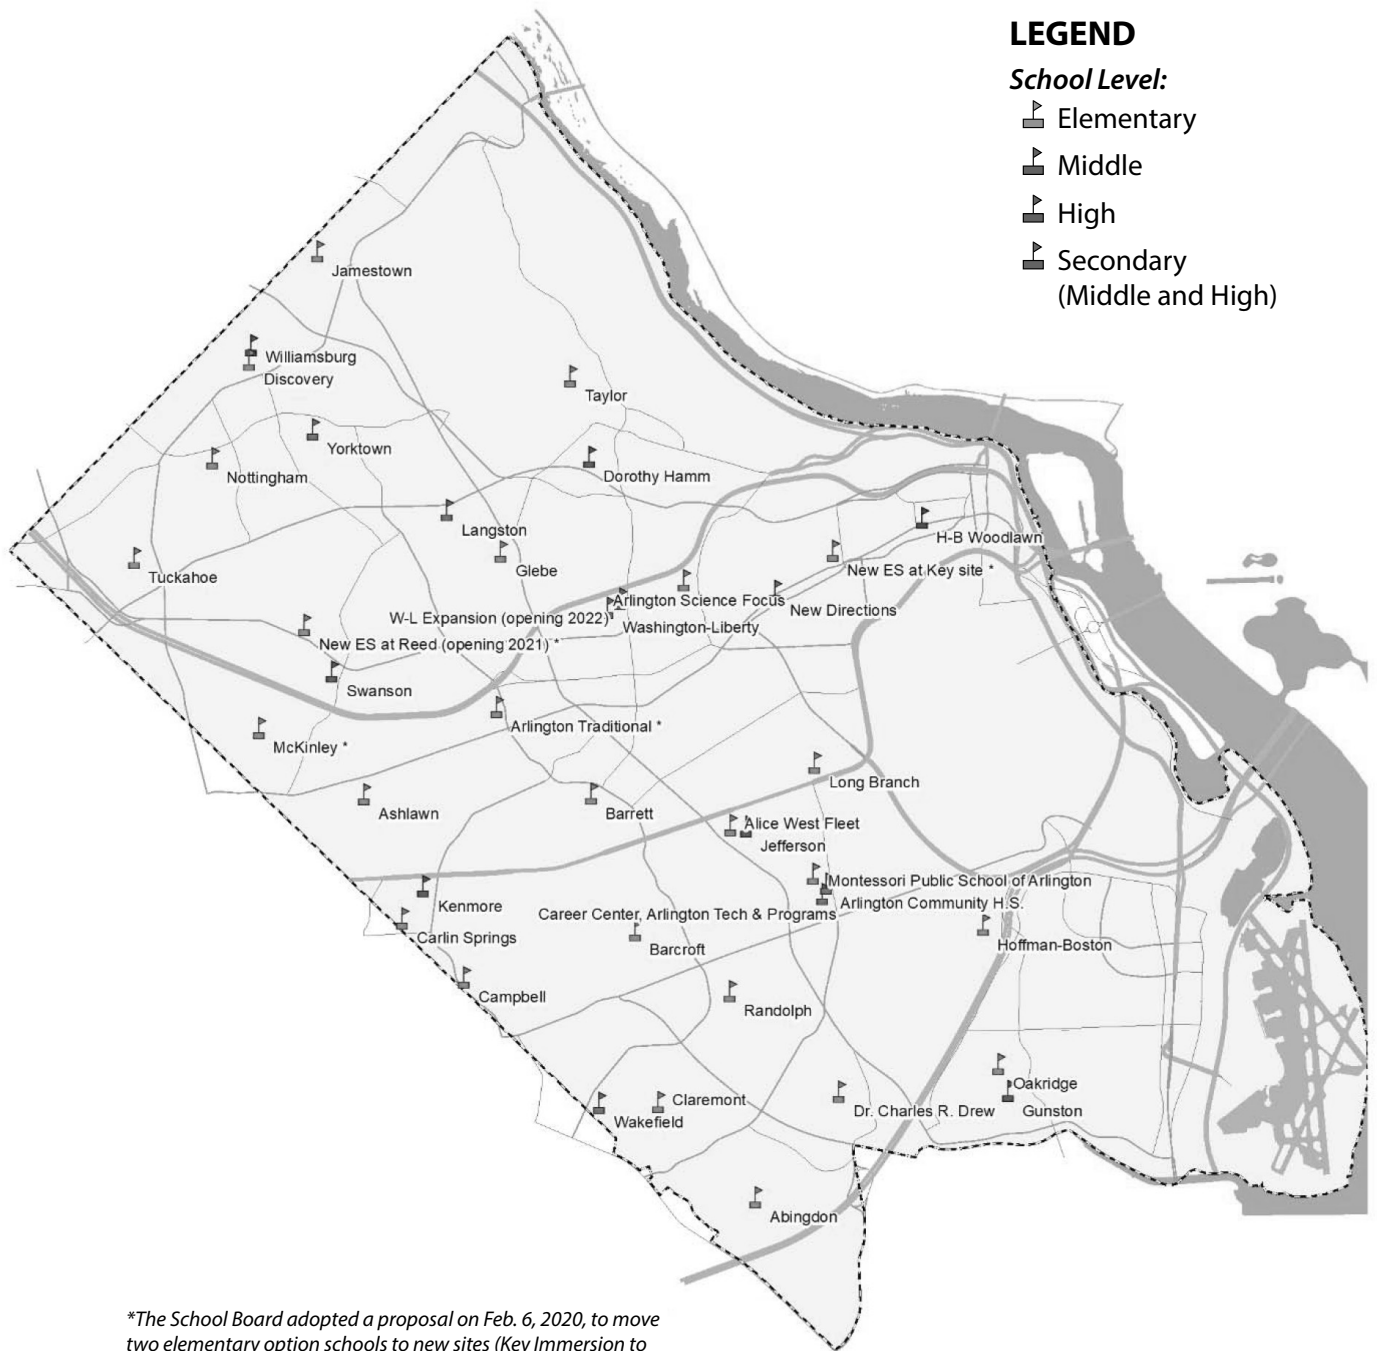 LEGEND
School Level:
Elementary
Middle
High
Secondary
(Middle and High)
Jamestown
Williamsburg
Discovery
Taylor
Yorktown
Nottingham
Dorothy Hamm
Langston
H-B Woodlawn
Glebe
New ES at Key site *
Tuckahoe
Arlington Science Focus
New Directions
W-L Expansion (opening 2022)
Washington-Liberty
New ES at Reed (opening 2021) *
Swanson
Arlington Traditional *
McKinley *
Long Branch
Ashlawn
Barrett
Alice West Fleet
Jefferson
Montessori Public School of Arlington
Arlington Community H.S.
Kenmore
Career Center, Arlington Tech & Programs
Carlin Springs
Barcroft
Hoffman-Boston
Campbell
Randolph
Oakridge
Claremont
Dr. Charles R. Drew
Gunston
Wakefield
Abingdon
*The School Board adopted a proposal on Feb. 6, 2020, to move
two elementary option schools to new sites (Key Immersion to